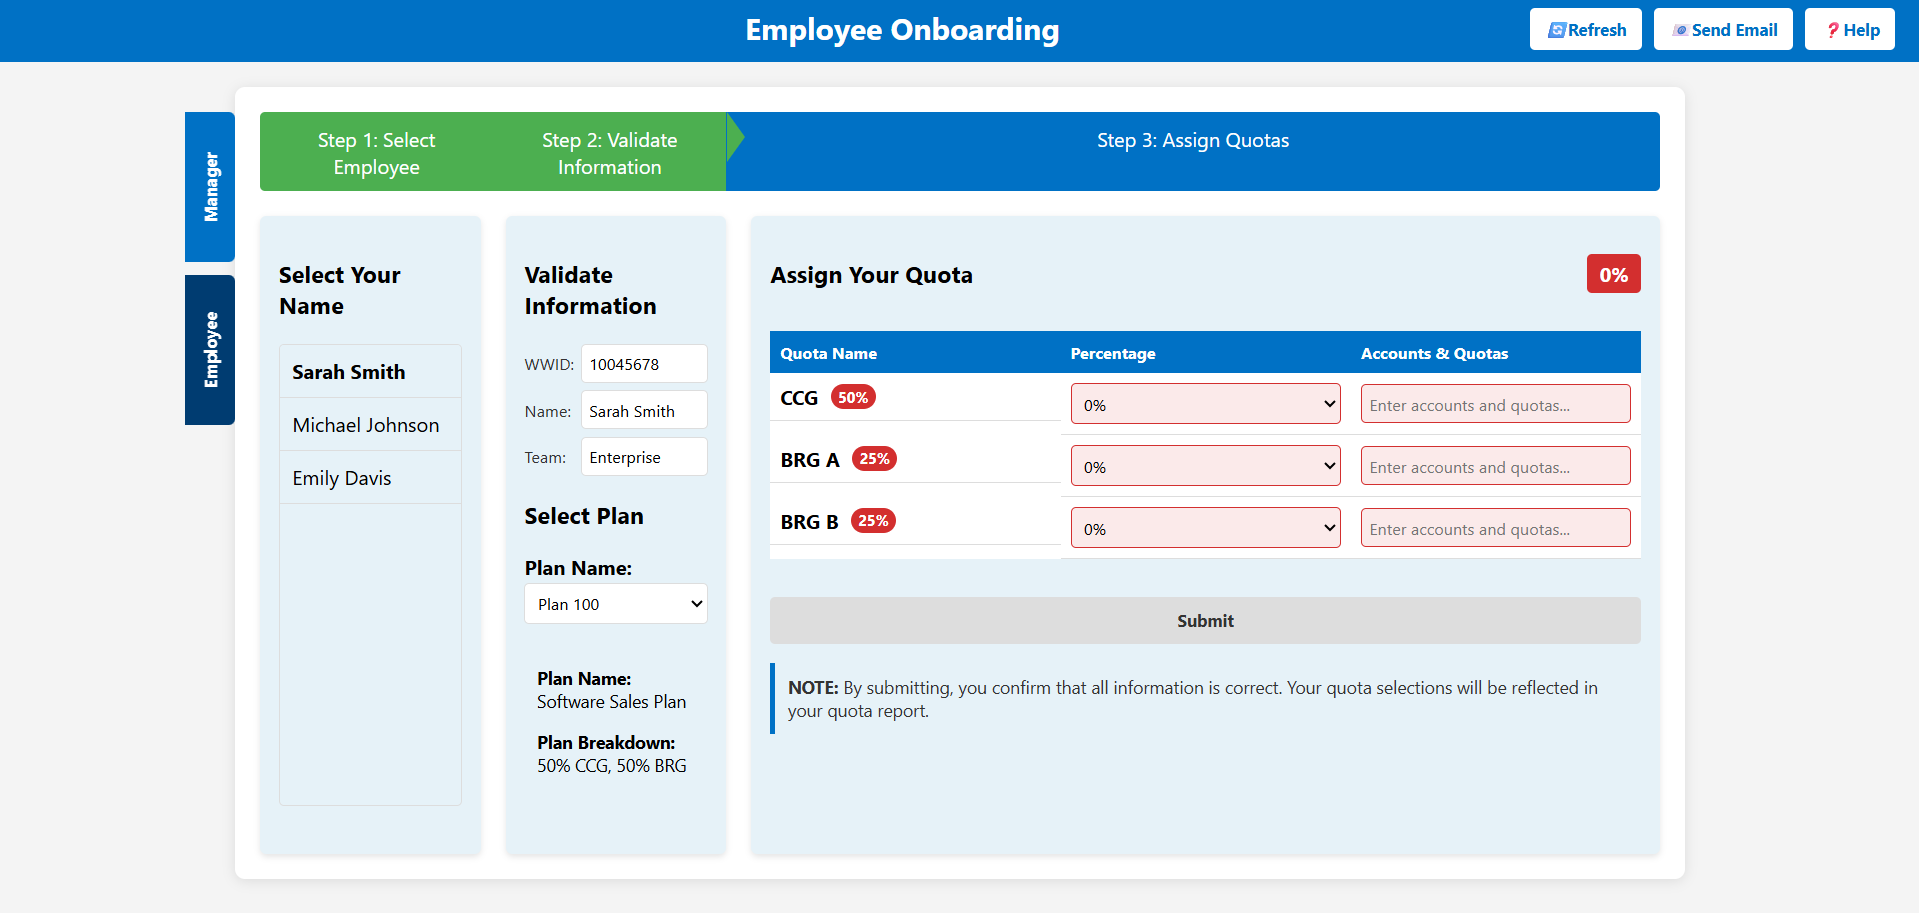 Employee Onboarding
Refresh
Send Email
Help
Manager
Employee
Step 1: Select
Employee
Step 2: Validate
Information
Step 3: Assign Quotas
Select Your
Name
Sarah Smith
Michael Johnson
Emily Davis
Validate
Information
WWID: 10045678
Name: Sarah Smith
Team: Enterprise
Select Plan
Plan Name:
Plan 100
Plan Name:
Software Sales Plan
Plan Breakdown:
50% CCG, 50% BRG
Assign Your Quota
0%
Quota Name Percentage Accounts & Quotas
CCG 50% 0% Enter accounts and quotas...
BRG A 25% 0% Enter accounts and quotas...
BRG B 25% 0% Enter accounts and quotas...
Submit
NOTE: By submitting, you confirm that all information is correct. Your quota selections will be reflected in
your quota report.